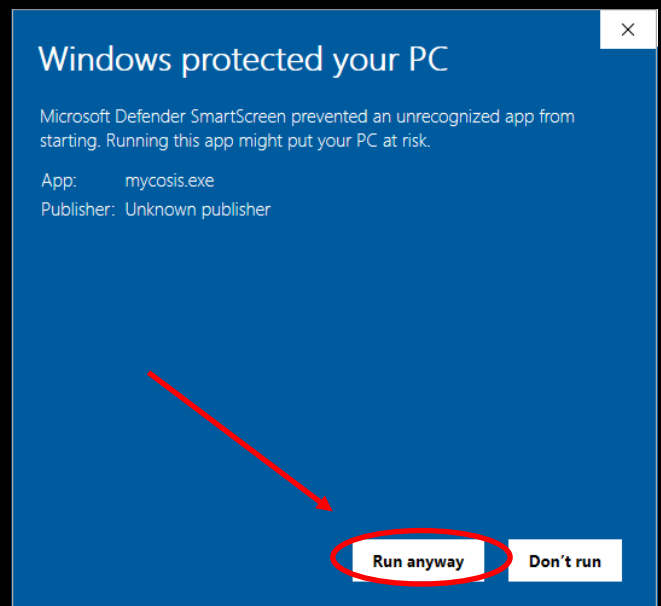 Windows protected your PC
Microsoft Defender SmartScreen prevented an unrecognized app from
starting. Running this app might put your PC at risk.
App: mycosis.exe
Publisher: Unknown publisher
Run anyway
Don't run